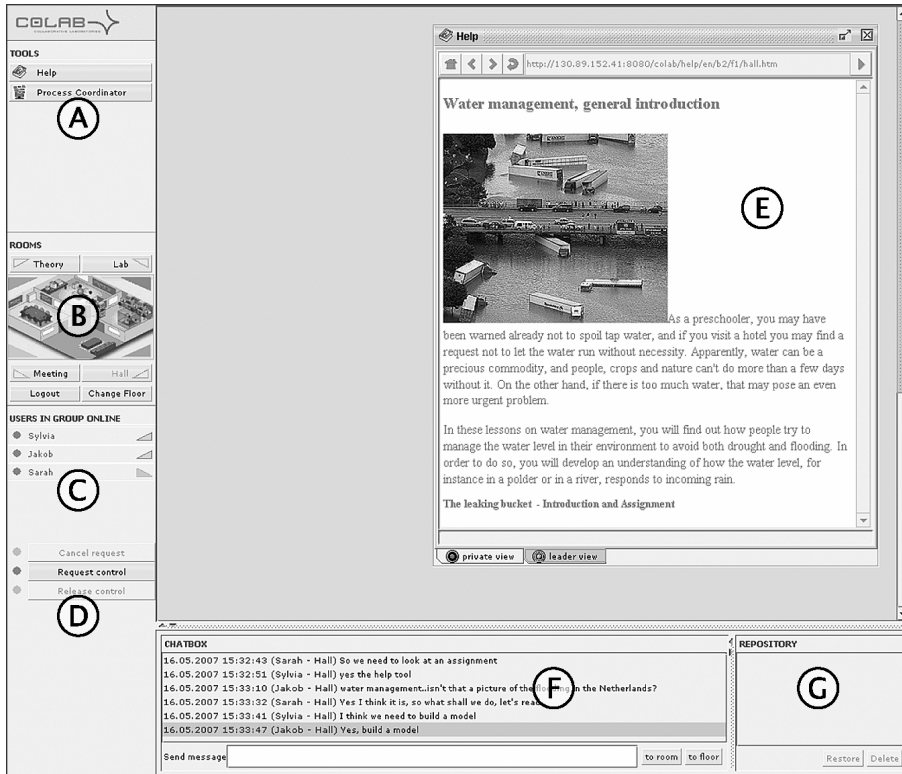 COLAB
COLLABORATIVE LABORATORIES
TOOLS
Help
Process Coordinator
A
ROOMS
Theory Lab
B
Meeting Hall
Logout Change Floor
USERS IN GROUP ONLINE
Sylvia
Jakob
Sarah
C
Cancel request
Request control
Release control
D
Help
http://130.89.152.41:8080/colab/help/en/b2/f1/hall.htm
Water management, general introduction
E
As a preschooler, you may have
been warned already not to spoil tap water, and if you visit a hotel you may find a
request not to let the water run without necessity. Apparently, water can be a
precious commodity, and people, crops and nature can't do more than a few days
without it. On the other hand, if there is too much water, that may pose an even
more urgent problem.
In these lessons on water management, you will find out how people try to
manage the water level in their environment to avoid both drought and flooding. In
order to do so, you will develop an understanding of how the water level, for
instance in a polder or in a river, responds to incoming rain.
The leaking bucket - Introduction and Assignment
private view leader view
CHATBOX
16.05.2007 15:32:43 (Sarah - Hall) So we need to look at an assignment
16.05.2007 15:32:51 (Sylvia - Hall) yes the help tool
16.05.2007 15:33:10 (Jakob - Hall) water management..isn't that a picture of the flooding in the Netherlands?
16.05.2007 15:33:32 (Sarah - Hall) Yes I think it is, so what shall we do, let's read
16.05.2007 15:33:41 (Sylvia - Hall) I think we need to build a model
16.05.2007 15:33:47 (Jakob - Hall) Yes, build a model
F
Send message to room to floor
REPOSITORY
G
Restore Delete